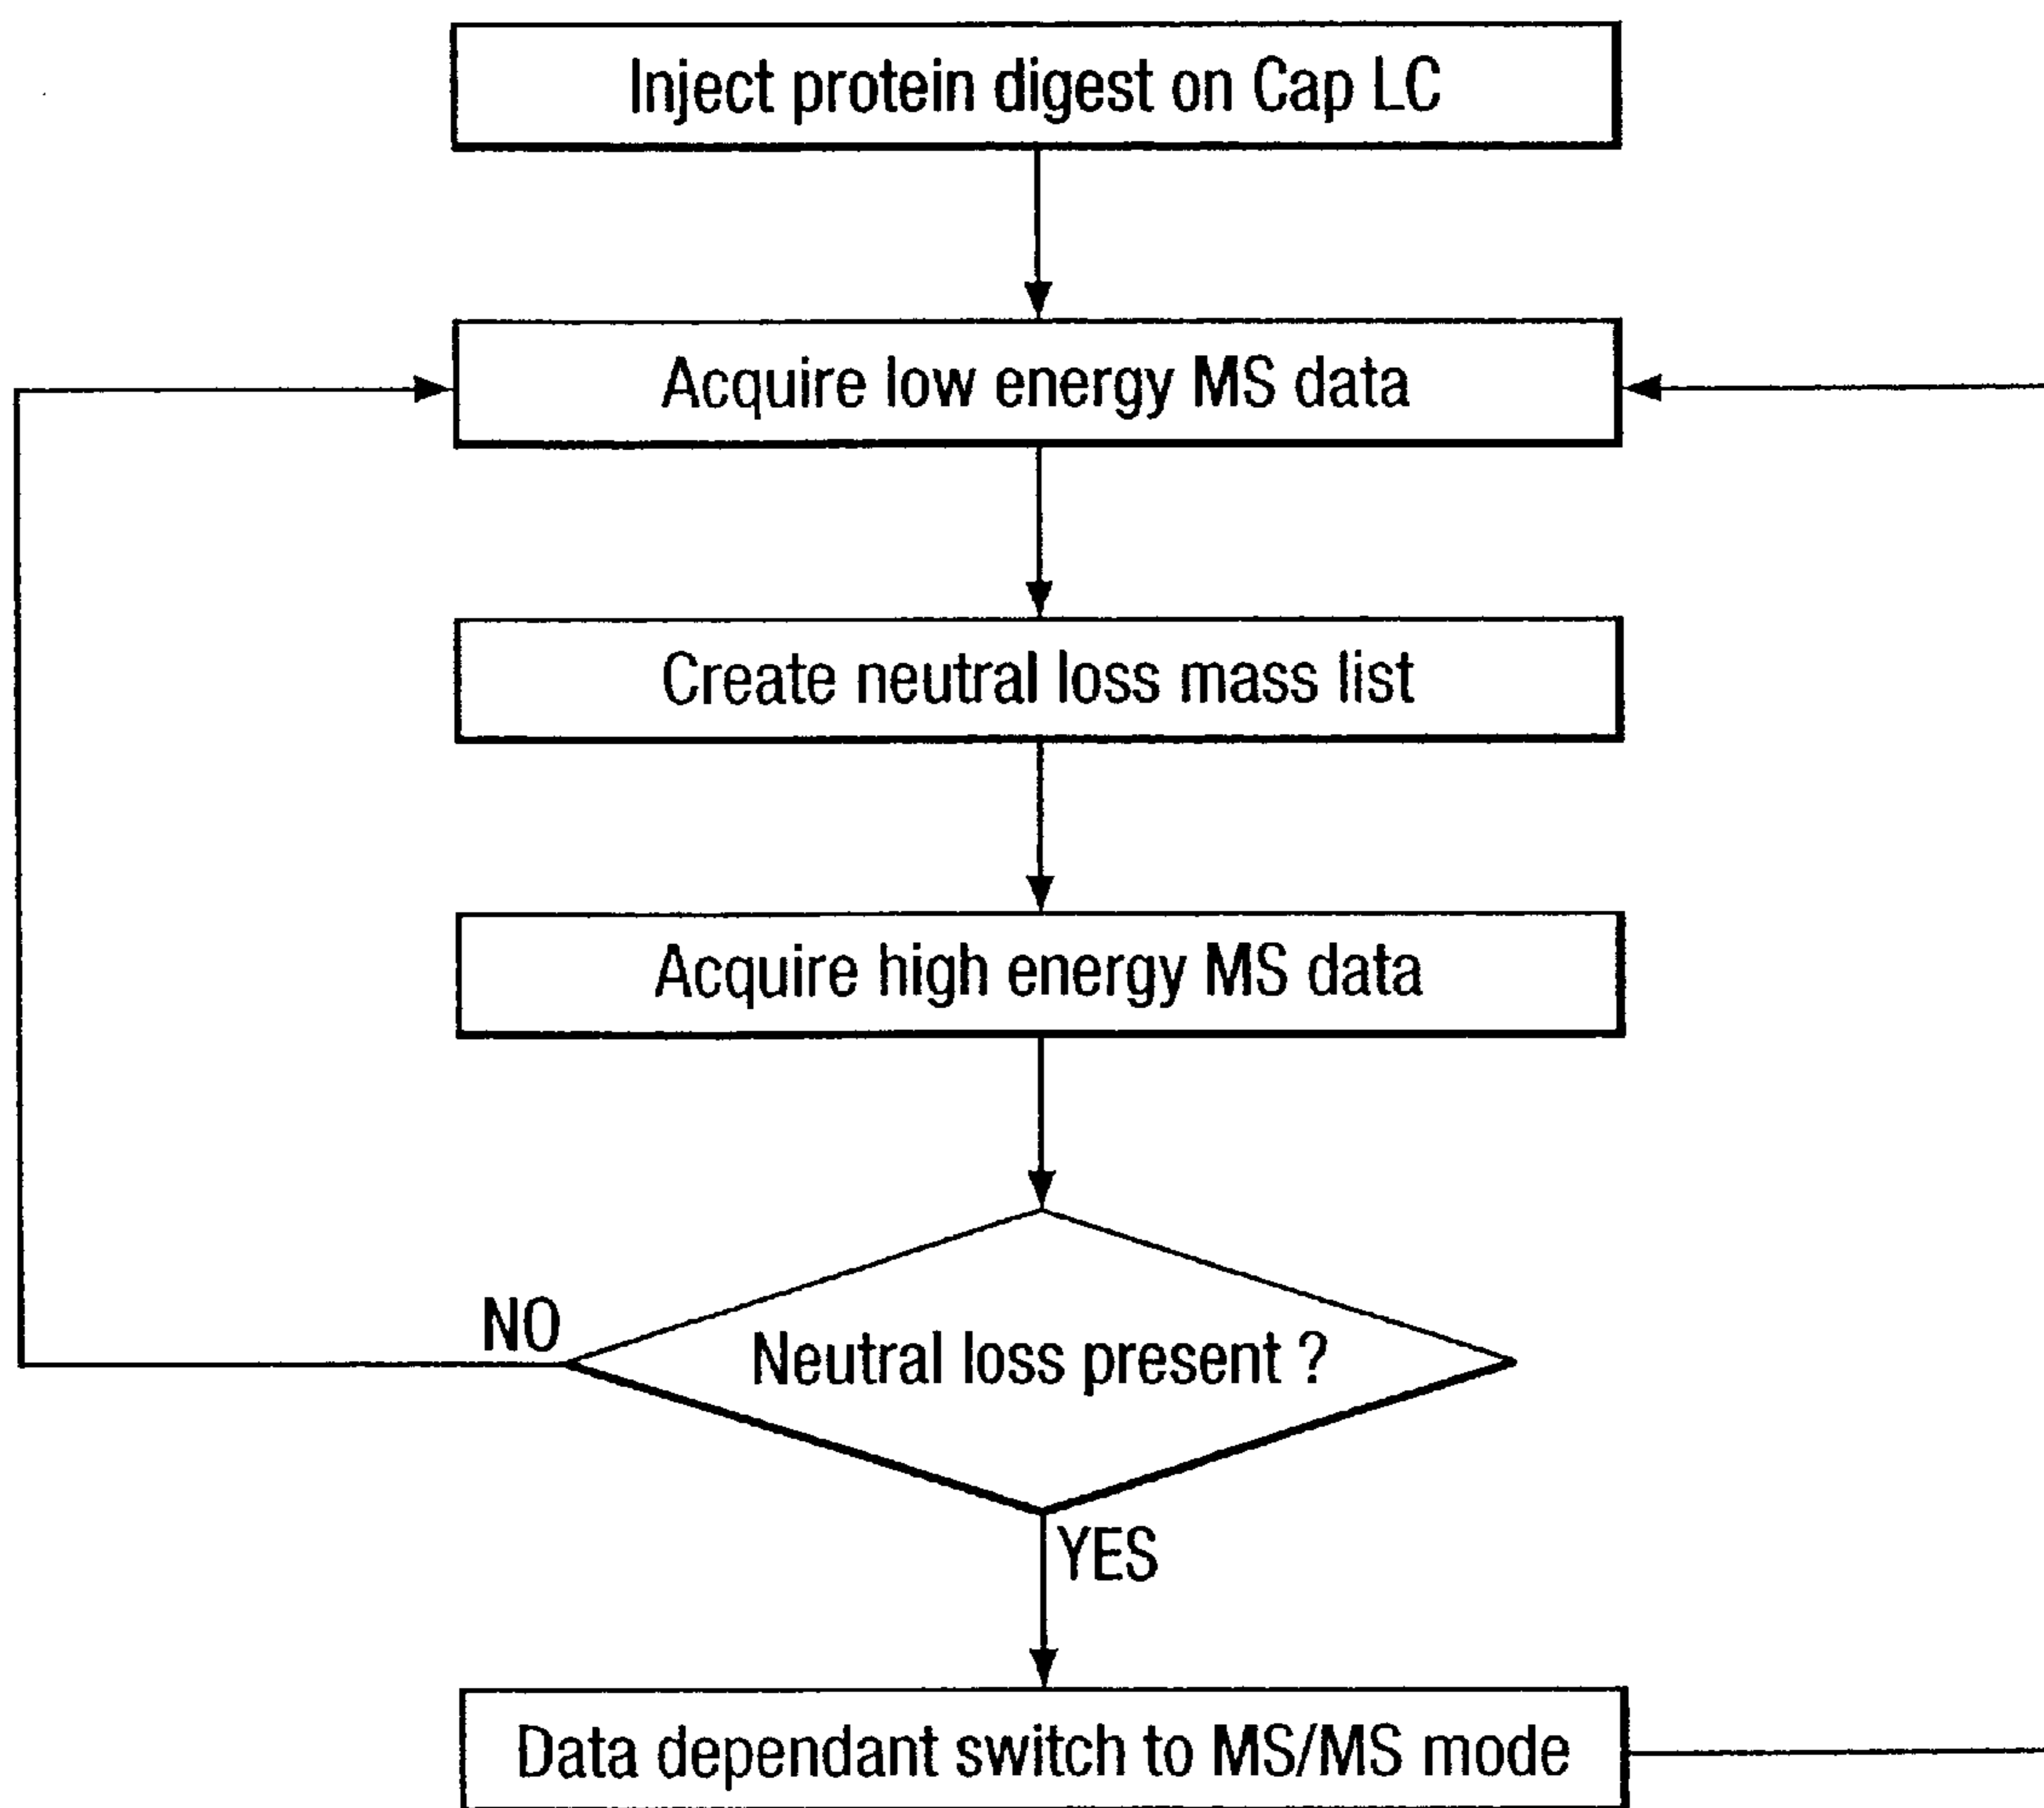 Inject protein digest on Cap LC
Acquire low energy MS data
Create neutral loss mass list
Acquire high energy MS data
Neutral loss present ?
NO
YES
Data dependant switch to MS/MS mode